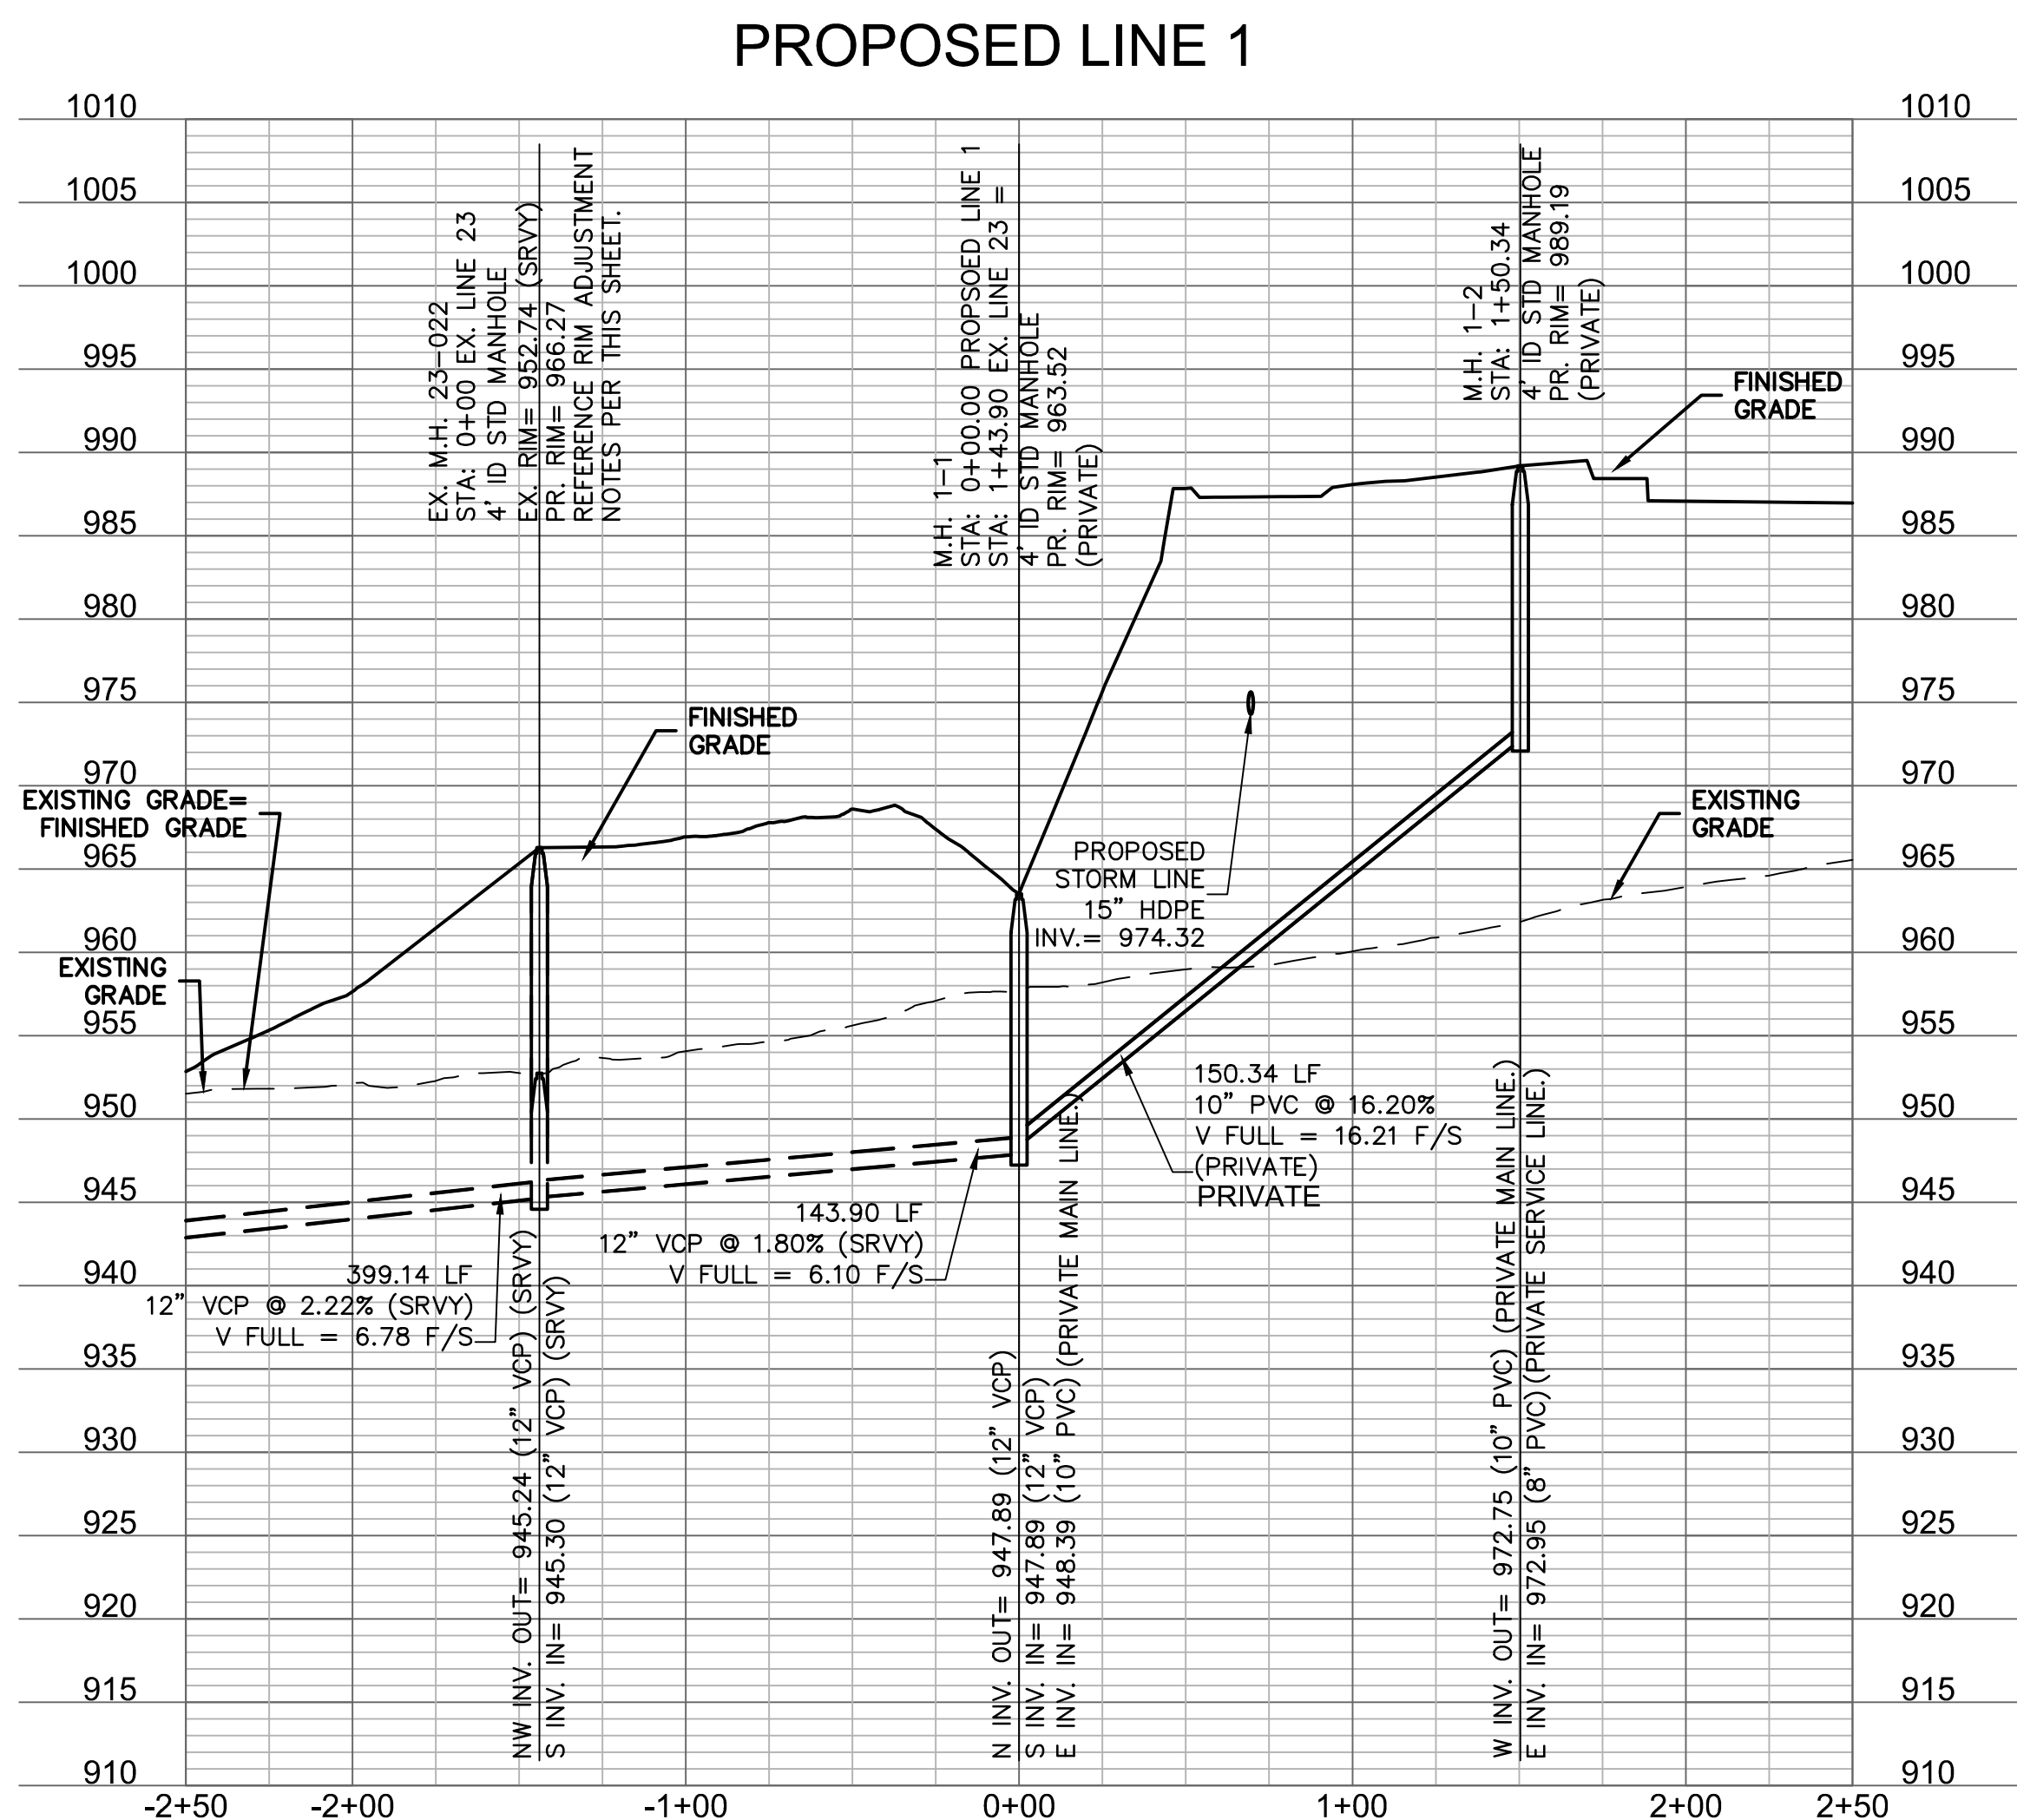 PROPOSED LINE 1
1010
1005
1000
995
990
985
980
975
970
965
960
955
950
945
940
935
930
925
920
915
910
1010
1005
1000
995
990
985
980
975
970
965
960
955
950
945
940
935
930
925
920
915
910
-2+50
-2+00
-1+00
0+00
1+00
2+00
2+50
EX. M.H. 23-022
STA: 0+00 EX. LINE 23
4' ID STD MANHOLE
EX. RIM= 952.74 (SRVY)
PR. RIM= 966.27
REFERENCE RIM ADJUSTMENT
NOTES PER THIS SHEET.
M.H. 1-1
STA: 0+00.00 PROPSOED LINE 1
STA: 1+43.90 EX. LINE 23 =
4' ID STD MANHOLE
PR. RIM= 963.52
(PRIVATE)
M.H. 1-2
STA: 1+50.34
4' ID STD MANHOLE
PR. RIM= 989.19
(PRIVATE)
FINISHED
GRADE
FINISHED
GRADE
EXISTING GRADE=
FINISHED GRADE
EXISTING
GRADE
EXISTING
GRADE
PROPOSED
STORM LINE
15" HDPE
INV.= 974.32
150.34 LF
10" PVC @ 16.20%
V FULL = 16.21 F/S
(PRIVATE)
PRIVATE
143.90 LF
12" VCP @ 1.80% (SRVY)
V FULL = 6.10 F/S
399.14 LF
12" VCP @ 2.22% (SRVY)
V FULL = 6.78 F/S
NW INV. OUT= 945.24 (12" VCP) (SRVY)
S INV. IN= 945.30 (12" VCP) (SRVY)
N INV. OUT= 947.89 (12" VCP)
S INV. IN= 947.89 (12" VCP)
E INV. IN= 948.39 (10" PVC) (PRIVATE MAIN LINE.)
W INV. OUT= 972.75 (10" PVC) (PRIVATE MAIN LINE.)
E INV. IN= 972.95 (8" PVC) (PRIVATE SERVICE LINE.)